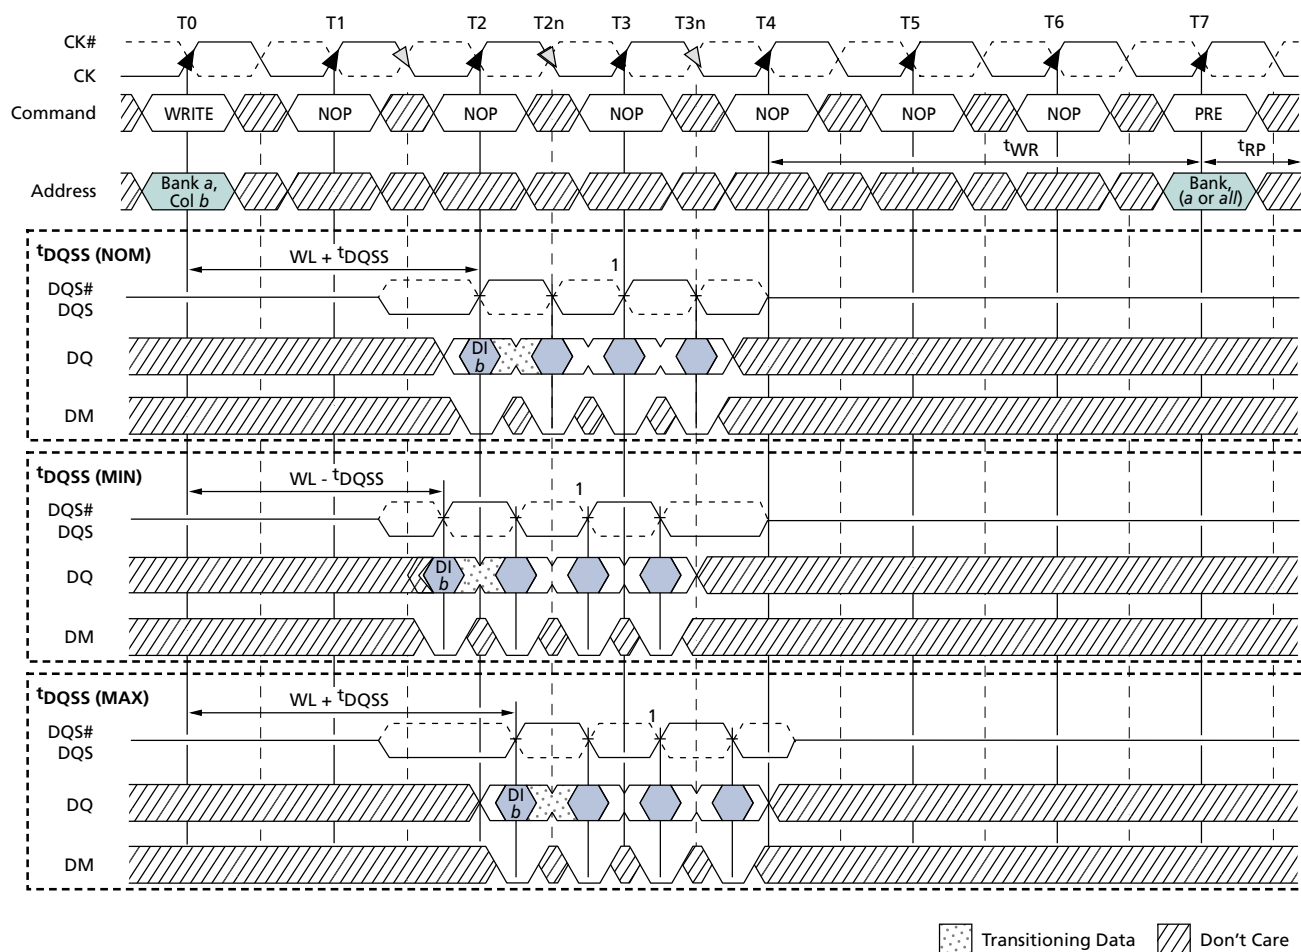 T0 T1 T2 T2n T3 T3n T4 T5 T6 T7
CK#
CK
Command WRITE NOP NOP NOP NOP NOP NOP PRE
tWR tRP
Address Bank a, Col b Bank, (a or all)
tDQSS (NOM)
WL + tDQSS
1
DQS#
DQS
DQ DI b
DM
tDQSS (MIN)
WL - tDQSS
1
DQS#
DQS
DQ DI b
DM
tDQSS (MAX)
WL + tDQSS
1
DQS#
DQS
DQ DI b
DM
Transitioning Data Don't Care